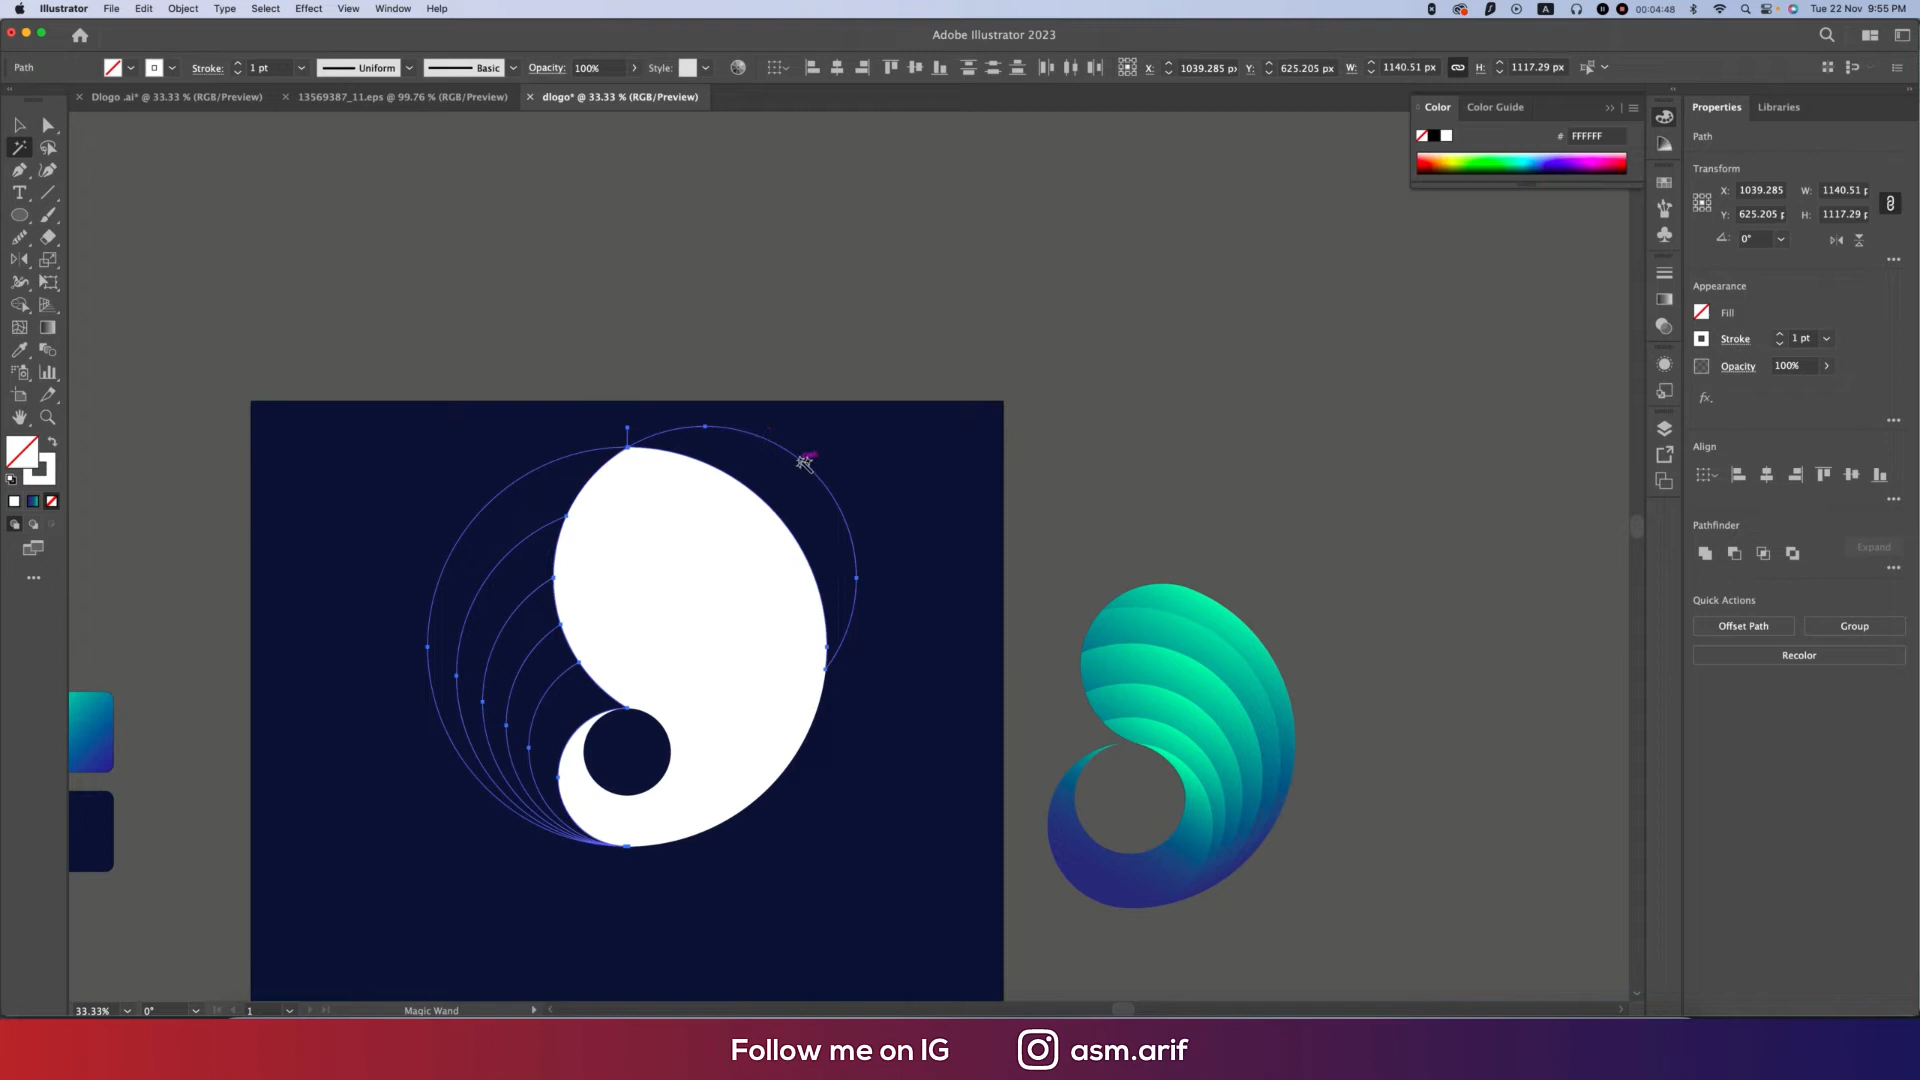 Illustrator File Edit Object Type Select Effect View Window Help
A 00:04:48 Tue 22 Nov 9:55 PM
Adobe Illustrator 2023
Path Stroke: 1 pt Uniform Basic Opacity: 100% Style: X: 1039.285 px Y: 625.205 px W: 1140.51 px H: 1117.29 px
Dlogo .ai* @ 33.33 % (RGB/Preview) 13569387_11.eps @ 99.76 % (RGB/Preview) dlogo* @ 33.33 % (RGB/Preview)
Color Color Guide
# FFFFFF
Properties Libraries
Path
Transform
X: 1039.285 W: 1140.51 p
Y: 625.205 p H: 1117.29 p
0°
Appearance
Fill
Stroke 1 pt
Opacity 100%
fx.
Align
Pathfinder
Expand
Quick Actions
Offset Path Group
Recolor
33.33% 0° 1 Magic Wand
Follow me on IG asm.arif